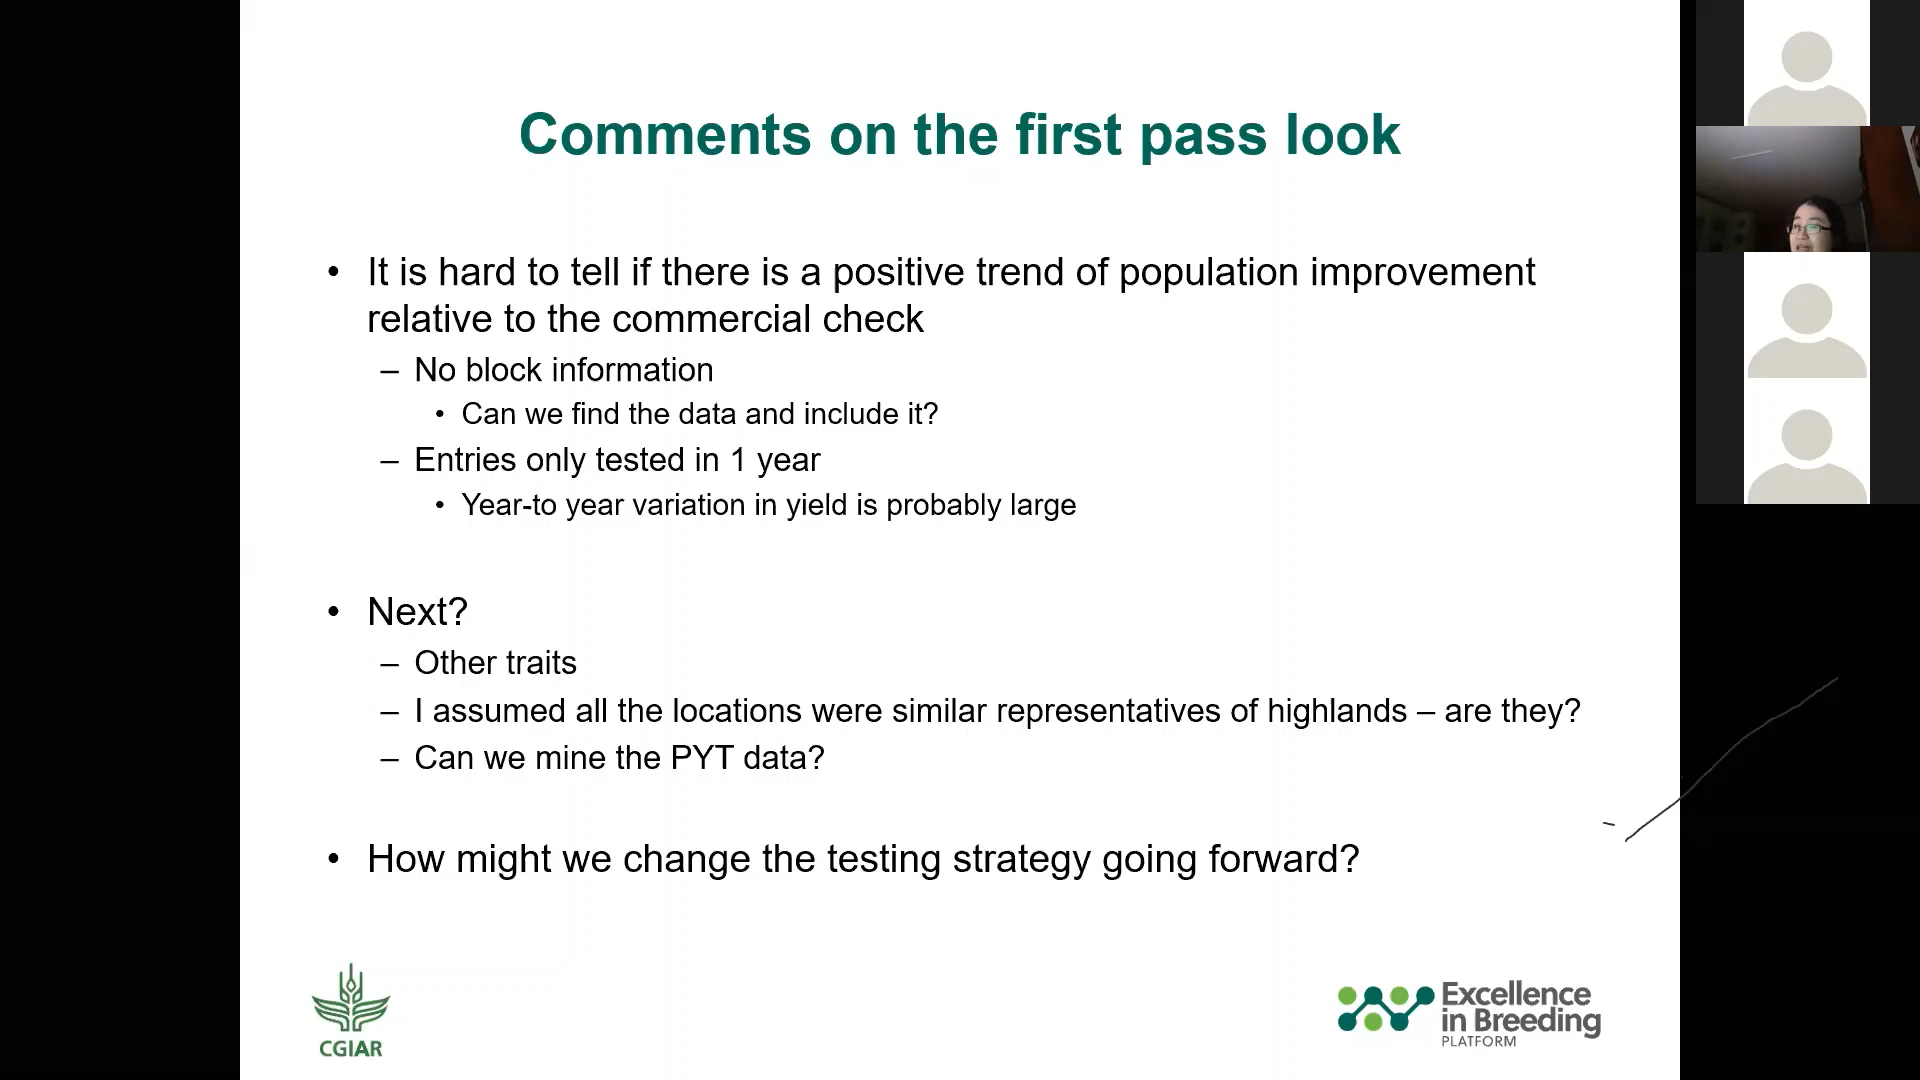 Comments on the first pass look
• It is hard to tell if there is a positive trend of population improvement
relative to the commercial check
– No block information
• Can we find the data and include it?
– Entries only tested in 1 year
• Year-to year variation in yield is probably large
• Next?
– Other traits
– I assumed all the locations were similar representatives of highlands – are they?
– Can we mine the PYT data?
• How might we change the testing strategy going forward?
CGIAR
Excellence
in Breeding
PLATFORM